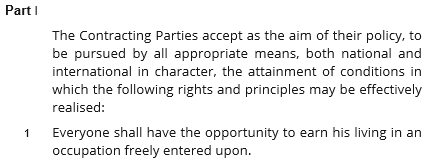 Part I
The Contracting Parties accept as the aim of their policy, to
be pursued by all appropriate means, both national and
international in character, the attainment of conditions in
which the following rights and principles may be effectively
realised:
1 Everyone shall have the opportunity to earn his living in an
occupation freely entered upon.